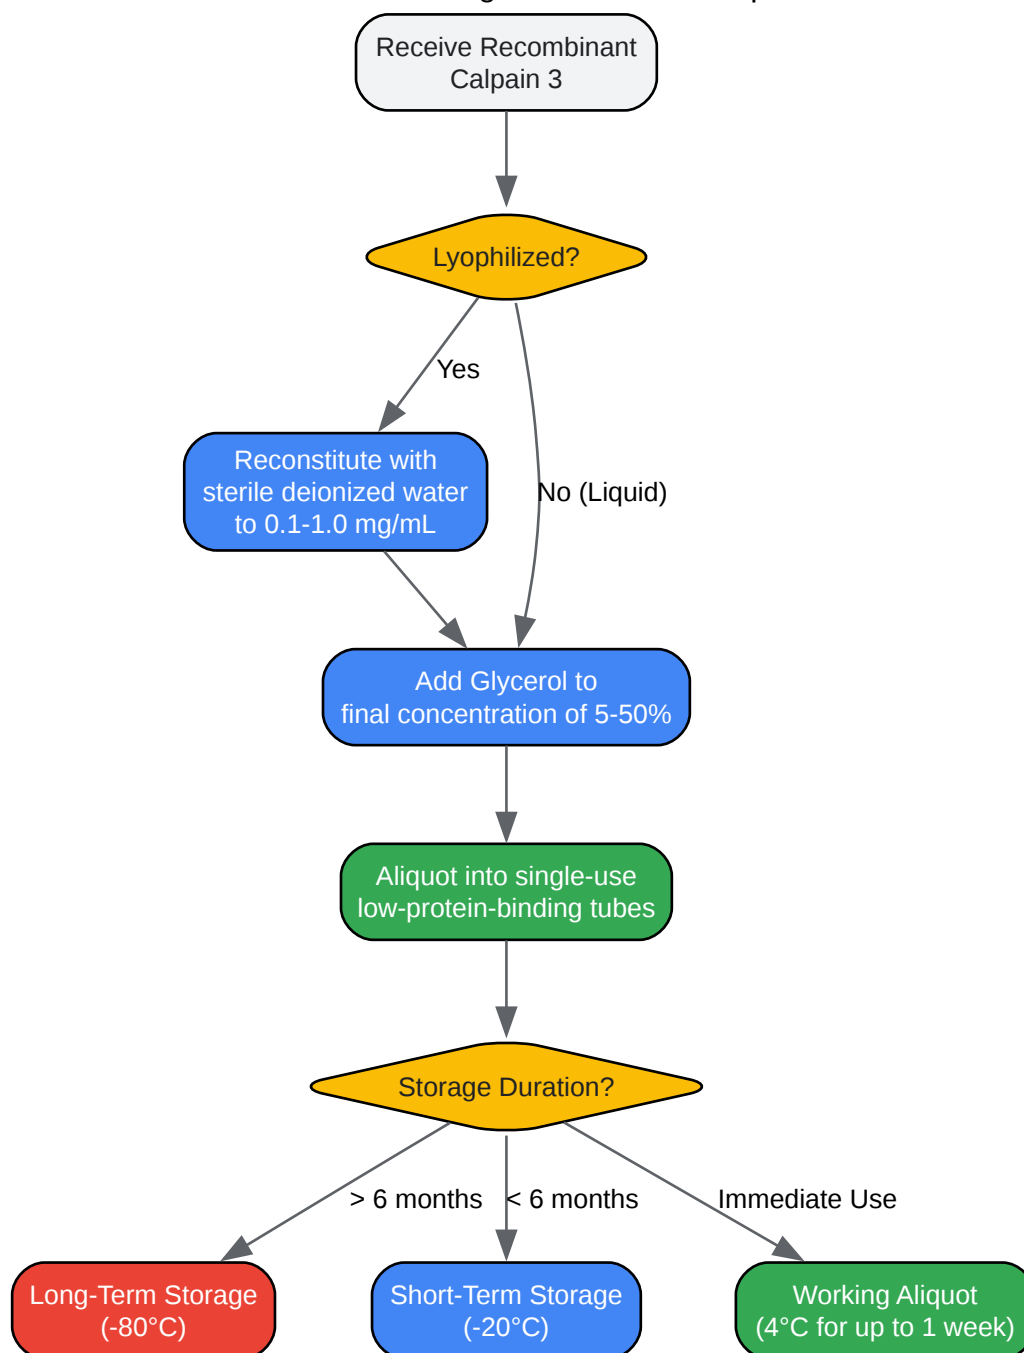 Receive Recombinant
Calpain 3
Lyophilized?
Yes
Reconstitute with
sterile deionized water
to 0.1-1.0 mg/mL
No (Liquid)
Add Glycerol to
final concentration of 5-50%
Aliquot into single-use
low-protein-binding tubes
Storage Duration?
> 6 months
< 6 months
Immediate Use
Long-Term Storage
(-80°C)
Short-Term Storage
(-20°C)
Working Aliquot
(4°C for up to 1 week)